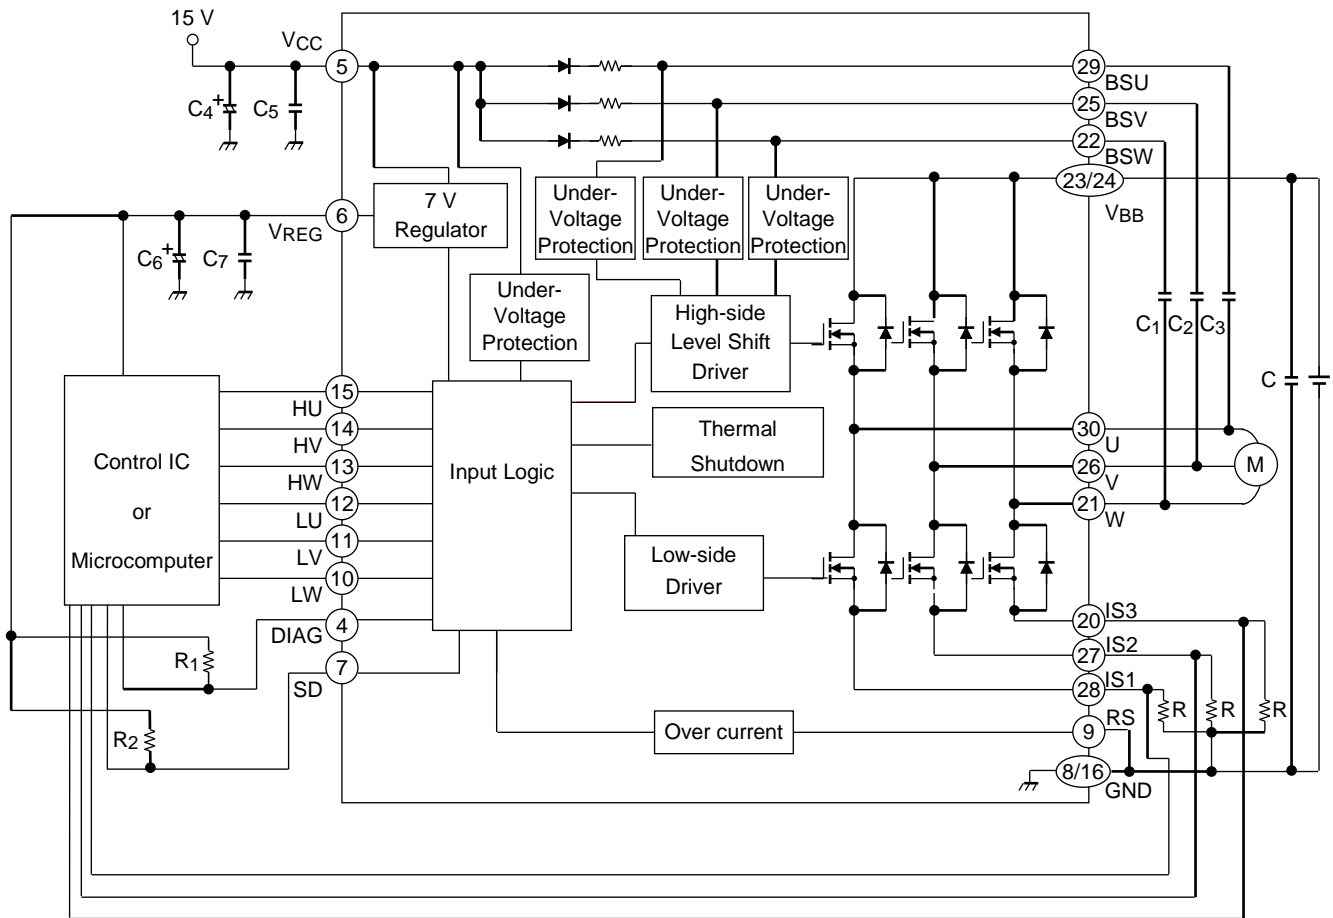 15 V
VCC
5
29
BSU
C4
+
C5
25
BSV
22
BSW
23/24
VBB
7 V
Regulator
Under-
Voltage
Protection
Under-
Voltage
Protection
Under-
Voltage
Protection
6
VREG
C6
+
C7
Under-
Voltage
Protection
High-side
Level Shift
Driver
C1
C2
C3
C
Control IC
or
Microcomputer
15
HU
14
HV
13
HW
12
LU
11
LV
10
LW
4
DIAG
7
SD
Input Logic
Thermal
Shutdown
Low-side
Driver
30
U
26
V
21
W
M
20
IS3
27
IS2
28
IS1
R
R
R
R1
R2
Over current
9
RS
8/16
GND